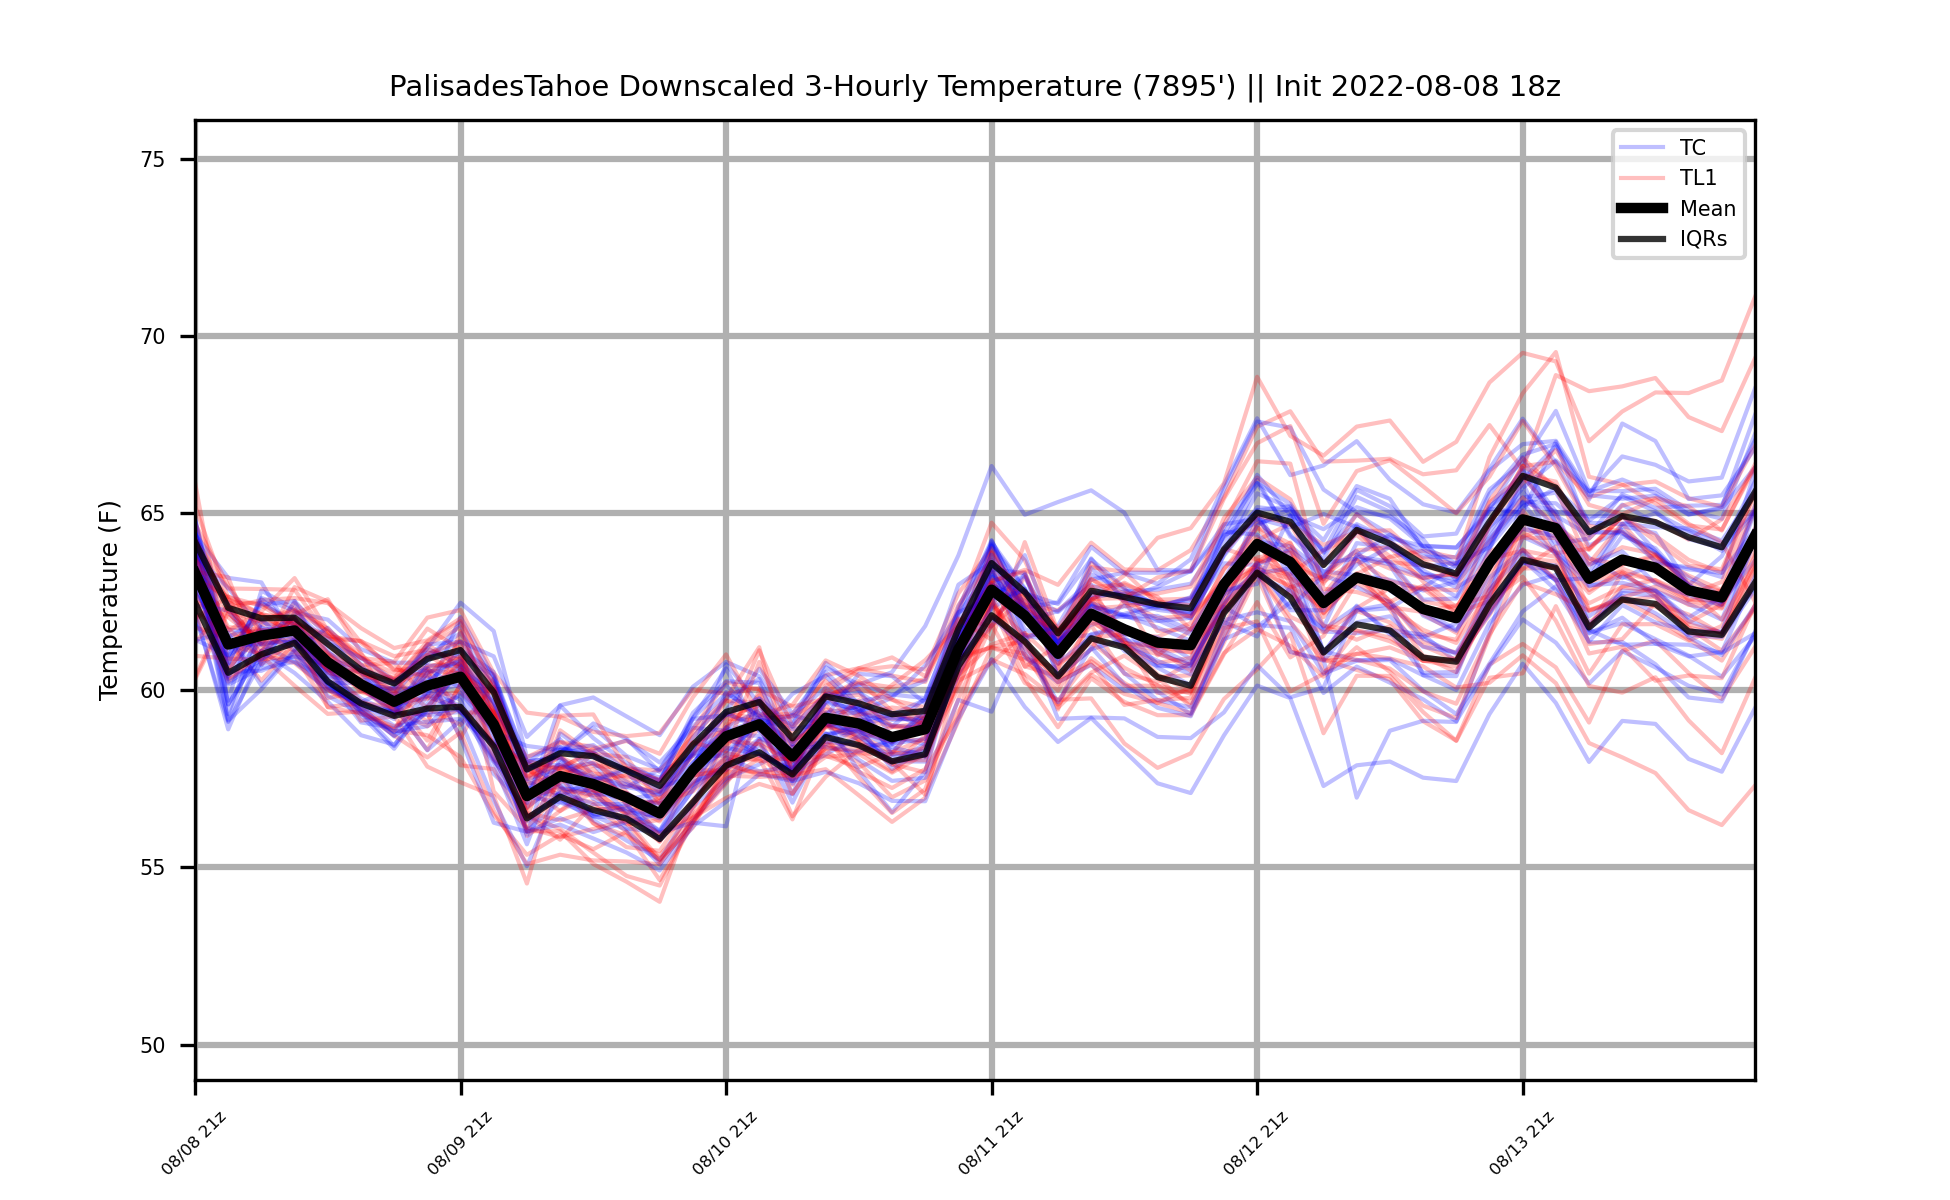 PalisadesTahoe Downscaled 3-Hourly Temperature (7895') || Init 2022-08-08 18z
TC
TL1
Mean
IQRs
Temperature (F)
75
70
65
60
55
50
08/08 21z
08/09 21z
08/10 21z
08/11 21z
08/12 21z
08/13 21z